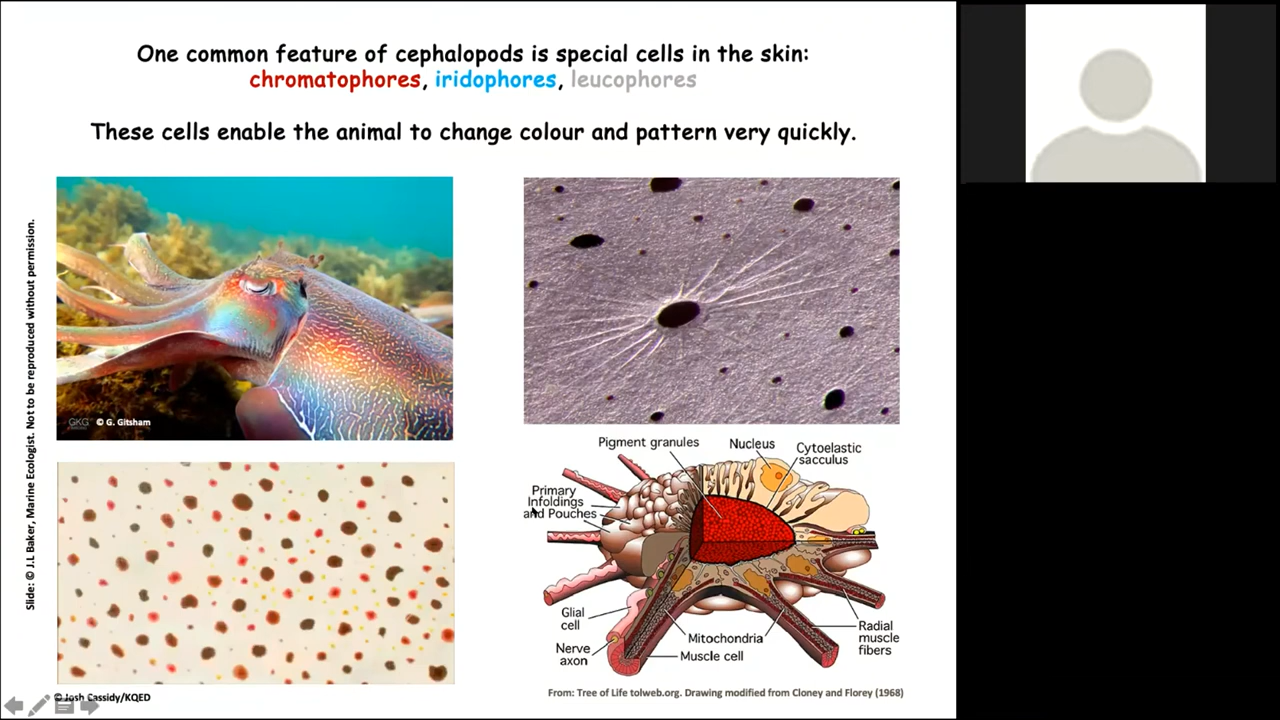 One common feature of cephalopods is special cells in the skin:
chromatophores, iridophores, leucophores
These cells enable the animal to change colour and pattern very quickly.
Slide: © J.L Baker, Marine Ecologist. Not to be reproduced without permission.
GKG © G. Gitsham
Pigment granules
Nucleus
Cytoelastic
sacculus
Primary
Infoldings
and Pouches
Glial
cell
Nerve
axon
Mitochondria
Muscle cell
Radial
muscle
fibers
© Josh Cassidy/KQED
From: Tree of Life tolweb.org. Drawing modified from Cloney and Florey (1968)